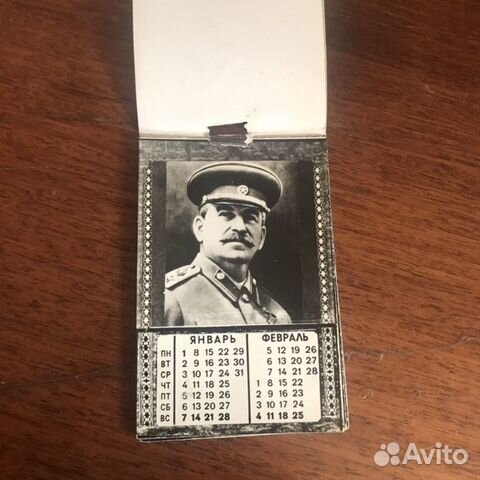 ЯНВАРЬ ФЕВРАЛЬ
ПН 1 8 15 22 29 5 12 19 26
ВТ 2 9 16 23 30 6 13 20 27
СР 3 10 17 24 31 7 14 21 28
ЧТ 4 11 18 25 1 8 15 22
ПТ 5 12 19 26 2 9 16 23
СБ 6 13 20 27 3 10 17 24
ВС 7 14 21 28 4 11 18 25
Avito